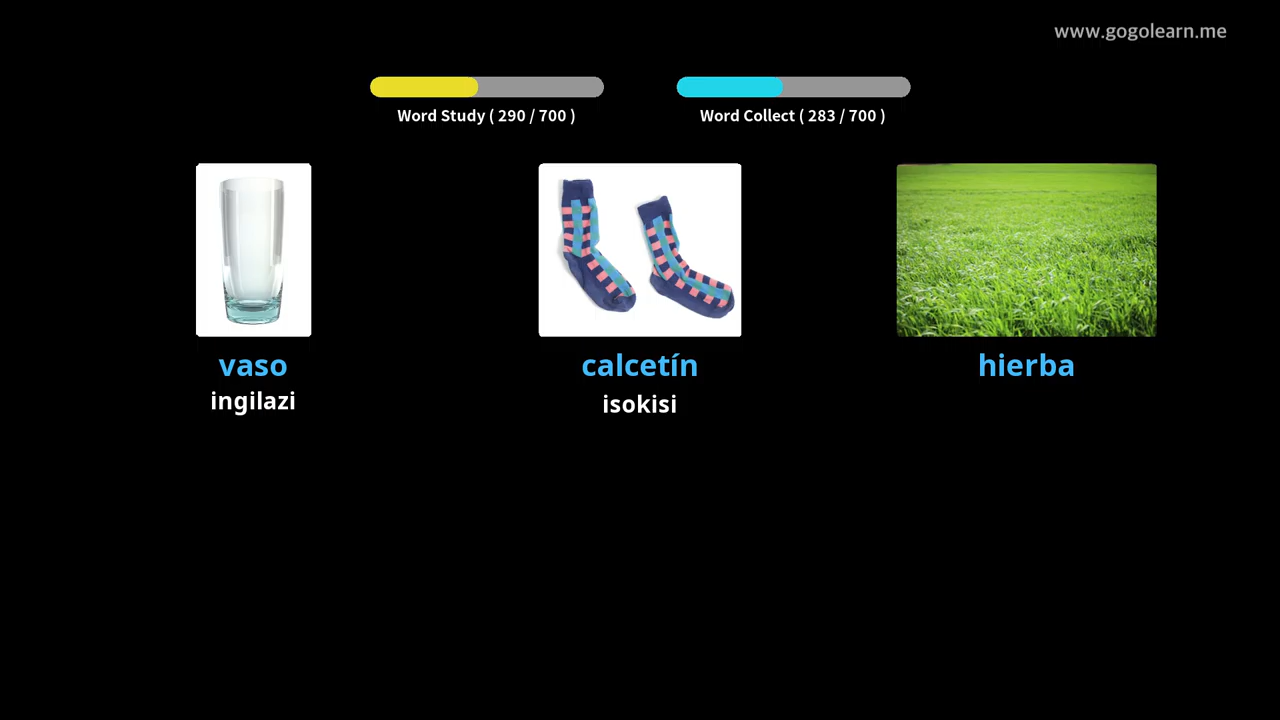 www.gogolearn.me
Word Study ( 290 / 700 )
Word Collect ( 283 / 700 )
vaso
ingilazi
calcetín
isokisi
hierba